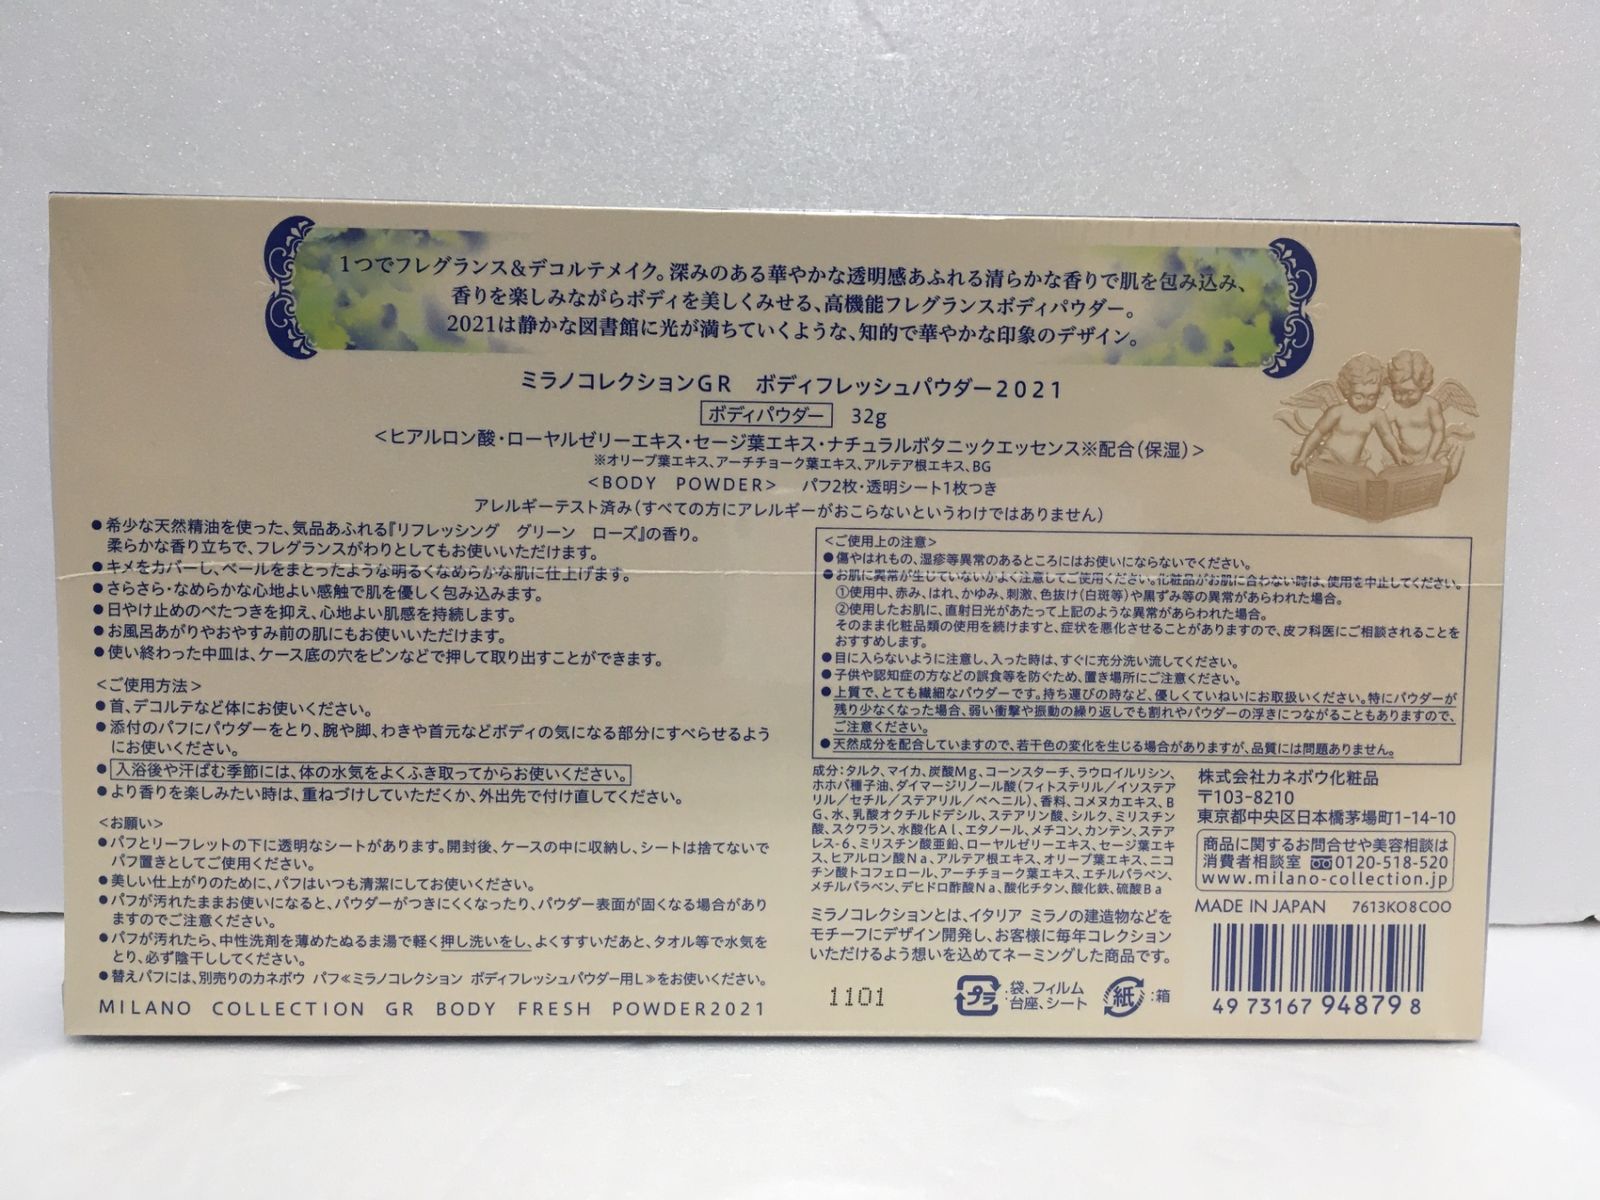 1つでフレグランス&デコルテメイク。深みのある華やかな透明感あふれる清らかな香りで肌を包み込み、
香りを楽しみながらボディを美しくみせる、高機能フレグランスボディパウダー。
2021は静かな図書館に光が満ちていくような、知的で華やかな印象のデザイン。
ミラノコレクションGR ボディフレッシュパウダー2021
ボディパウダー 32g
<ヒアルロン酸・ローヤルゼリーエキス・セージ葉エキス・ナチュラルボタニックエッセンス※配合(保湿)>
※オリーブ葉エキス、アーチチョーク葉エキス、アルテア根エキス、BG
<BODY POWDER> パフ2枚・透明シート1枚つき
アレルギーテスト済み(すべての方にアレルギーがおこらないというわけではありません)
●希少な天然精油を使った、気品あふれる『リフレッシング グリーン ローズ』の香り。
柔らかな香り立ちで、フレグランスがわりとしてもお使いいただけます。
●キメをカバーし、ベールをまとったような明るくなめらかな肌に仕上げます。
●さらさら・なめらかな心地よい感触で肌を優しく包み込みます。
●日やけ止めのべたつきを抑え、心地よい肌感を持続します。
●お風呂あがりやおやすみ前の肌にもお使いいただけます。
●使い終わった中皿は、ケース底の穴をピンなどで押して取り出すことができます。
<ご使用方法>
●首、デコルテなど体にお使いください。
●添付のパフにパウダーをとり、腕や脚、わきや首元などボディの気になる部分にすべらせるよう
にお使いください。
●入浴後や汗ばむ季節には、体の水気をよくふき取ってからお使いください。
●より香りを楽しみたい時は、重ねづけしていただくか、外出先で付け直してください。
<お願い>
●パフとリーフレットの下に透明なシートがあります。開封後、ケースの中に収納し、シートは捨てないで
パフ置きとしてご使用ください。
●美しい仕上がりのために、パフはいつも清潔にしてお使いください。
●パフが汚れたままお使いになると、パウダーがつきにくくなったり、パウダー表面が固くなる場合があり
ますのでご注意ください。
●パフが汚れたら、中性洗剤を薄めたぬるま湯で軽く押し洗いをし、よくすすいだあと、タオル等で水気を
とり、必ず陰干ししてください。
●替えパフには、別売りのカネボウ パフ≪ミラノコレクション ボディフレッシュパウダー用L≫をお使いください。
MILANO COLLECTION GR BODY FRESH POWDER2021
<ご使用上の注意>
●傷やはれもの、湿疹等異常のあるところにはお使いにならないでください。
●お肌に異常が生じていないかよく注意してご使用ください。化粧品がお肌に合わない時は、使用を中止してください。
①使用中、赤み、はれ、かゆみ、刺激、色抜け(白斑等)や黒ずみ等の異常があらわれた場合。
②使用したお肌に、直射日光があたって上記のような異常があらわれた場合。
そのまま化粧品類の使用を続けますと、症状を悪化させることがありますので、皮フ科医にご相談されることを
おすすめします。
●目に入らないように注意し、入った時は、すぐに充分洗い流してください。
●子供や認知症の方などの誤食等を防ぐため、置き場所にご注意ください。
●上質で、とても繊細なパウダーです。持ち運びの時など、優しくていねいにお取扱いください。特にパウダーが
残り少なくなった場合、弱い衝撃や振動の繰り返しでも割れやパウダーの浮きにつながることもありますので、
ご注意ください。
●天然成分を配合していますので、若干色の変化を生じる場合がありますが、品質には問題ありません。
成分:タルク、マイカ、炭酸Mg、コーンスターチ、ラウロイルリシン、
ホホバ種子油、ダイマージリノール酸(フィトステリル/イソステア
リル/セチル/ステアリル/ベヘニル)、香料、コメヌカエキス、B
G、水、乳酸オクチルドデシル、ステアリン酸、シルク、ミリスチン
酸、スクワラン、水酸化Al、エタノール、メチコン、カンテン、ステア
レス-6、ミリスチン酸亜鉛、ローヤルゼリーエキス、セージ葉エキ
ス、ヒアルロン酸Na、アルテア根エキス、オリーブ葉エキス、ニコ
チン酸トコフェロール、アーチチョーク葉エキス、エチルパラベン、
メチルパラベン、デヒドロ酢酸Na、酸化チタン、酸化鉄、硫酸Ba
ミラノコレクションとは、イタリア ミラノの建造物などを
モチーフにデザイン開発し、お客様に毎年コレクション
いただけるよう想いを込めてネーミングした商品です。
1101
プラ :袋、フィルム
台座、シート
紙 :箱
株式会社カネボウ化粧品
〒103-8210
東京都中央区日本橋茅場町1-14-10
商品に関するお問合せや美容相談は
消費者相談室 0120-518-520
www.milano-collection.jp
MADE IN JAPAN 7613KO8COO
49 73167 94879 8